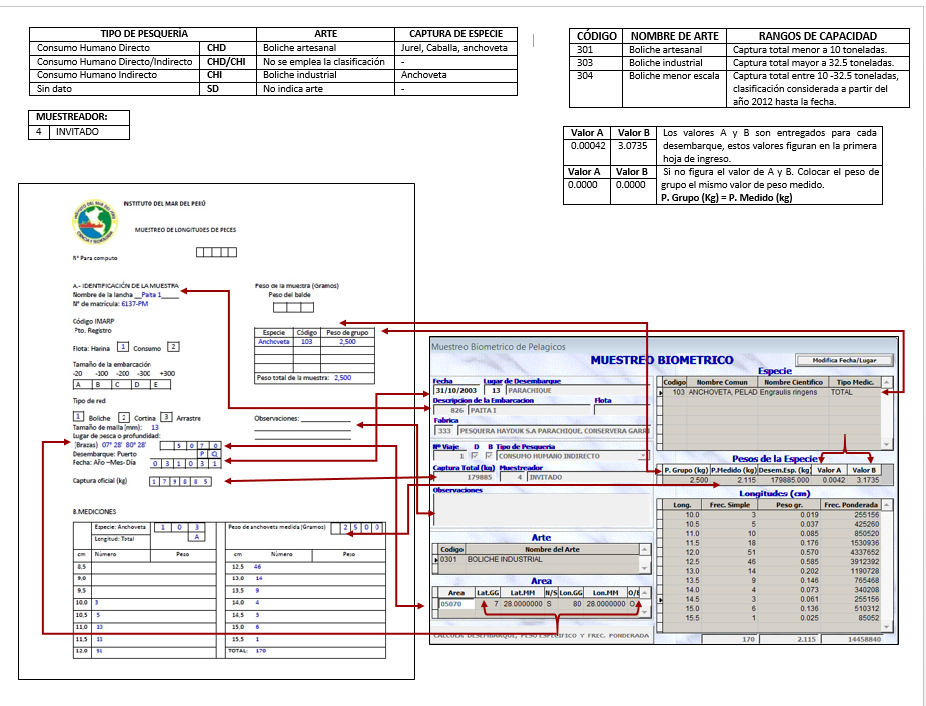 TIPO DE PESQUERÍA ARTE CAPTURA DE ESPECIE
Consumo Humano Directo CHD Boliche artesanal Jurel, Caballa, anchoveta
Consumo Humano Directo/Indirecto CHD/CHI No se emplea la clasificación -
Consumo Humano Indirecto CHI Boliche industrial Anchoveta
Sin dato SD No indica arte -
MUESTREADOR:
4 INVITADO
CÓDIGO NOMBRE DE ARTE RANGOS DE CAPACIDAD
301 Boliche artesanal Captura total menor a 10 toneladas.
303 Boliche industrial Captura total mayor a 32.5 toneladas.
304 Boliche menor escala Captura total entre 10 -32.5 toneladas,
clasificación considerada a partir del
año 2012 hasta la fecha.
Valor A Valor B Los valores A y B son entregados para cada
0.00042 3.0735 desembarque, estos valores figuran en la primera
hoja de ingreso.
Valor A Valor B Si no figura el valor de A y B. Colocar el peso de
0.0000 0.0000 grupo el mismo valor de peso medido.
P. Grupo (Kg) = P. Medido (kg)
INSTITUTO DEL MAR DEL PERÚ
MUESTREO DE LONGITUDES DE PECES
N° Para computo
A.- IDENTIFICACIÓN DE LA MUESTRA
Nombre de la lancha __Paita 1____
N° de matrícula: 6137-PM
Código IMARP
Pto. Registro
Flota: Harina 1 Consumo 2
Tamaño de la embarcación
-20 -100 -200 -300 +300
A B C D E
Tipo de red
1 Boliche 2 Cortina 3 Arrastre
Tamaño de malla(mm): 13
Lugar de pesca o profundidad:
(Brazas) 07° 28' 80° 28' 5 0 7 0
Desembarque: Puerto P Q
Fecha: Año –Mes- Día 0 3 1 0 3 1
Captura oficial (kg) 1 7 9 8 8 5
Peso de la muestra (Gramos)
Peso del balde
Especie Código Peso de grupo
Anchoveta 103 2,500
Peso total de la muestra: 2,500
Observaciones:
B.MEDICIONES
Especie: Anchoveta 1 0 3
Longitud: Total A
Peso de anchoveta medida (Gramos) 2 5 0 0
cm Número Peso cm Número Peso
8,5 12,5 46
9,0 13,0 14
9,5 13,5 9
10,0 3 14,0 4
10,5 5 14,5 3
11,0 10 15,0 6
11,5 18 15,5 1
12,0 51 TOTAL: 170
Muestreo Biometrico de Pelagicos
MUESTREO BIOMETRICO
Modifica Fecha/Lugar
Fecha Lugar de Desembarque
31/10/2003 13 PARACHIQUE
Descripcion de la Embarcacion Flota
826 PAITA I
Fabrica
333 PESQUERA HAYDUK S.A PARACHIQUE, CONSERVERA GARR
N° Viaje D B Tipo de Pesqueria
1 CONSUMO HUMANO INDIRECTO
Captura Total (kg) Muestreador
179885 4 INVITADO
Observaciones
Arte
Codigo Nombre del Arte
0301 BOLICHE INDUSTRIAL
Area
Area Lat.GG Lat.MM N/S Lon.GG Lon.MM O/E
05070 7 28.0000000 S 80 28.0000000 O
CALCULA: DESEMBARQUE, PESO ESPECIFICO Y FREC. PONDERADA
Especie
Codigo Nombre Comun Nombre Cientifico Tipo Medic.
103 ANCHOVETA, PELAD Engraulis ringens TOTAL
Pesos de la Especie
P. Grupo (Kg) P.Medido (Kg) Desem.Esp. (kg) Valor A Valor B
2.500 2.115 179885.000 0.0042 3.1735
Longitudes (cm)
Long. Frec. Simple Peso gr. Frec. Ponderada
10.0 3 0.019 255156
10.5 5 0.037 425260
11.0 10 0.085 850520
11.5 18 0.176 1530936
12.0 51 0.570 4337652
12.5 46 0.585 3912392
13.0 14 0.202 1190728
13.5 9 0.146 765468
14.0 4 0.073 340208
14.5 3 0.061 255156
15.0 6 0.136 510312
15.5 1 0.025 85052
170 2.115 14458840